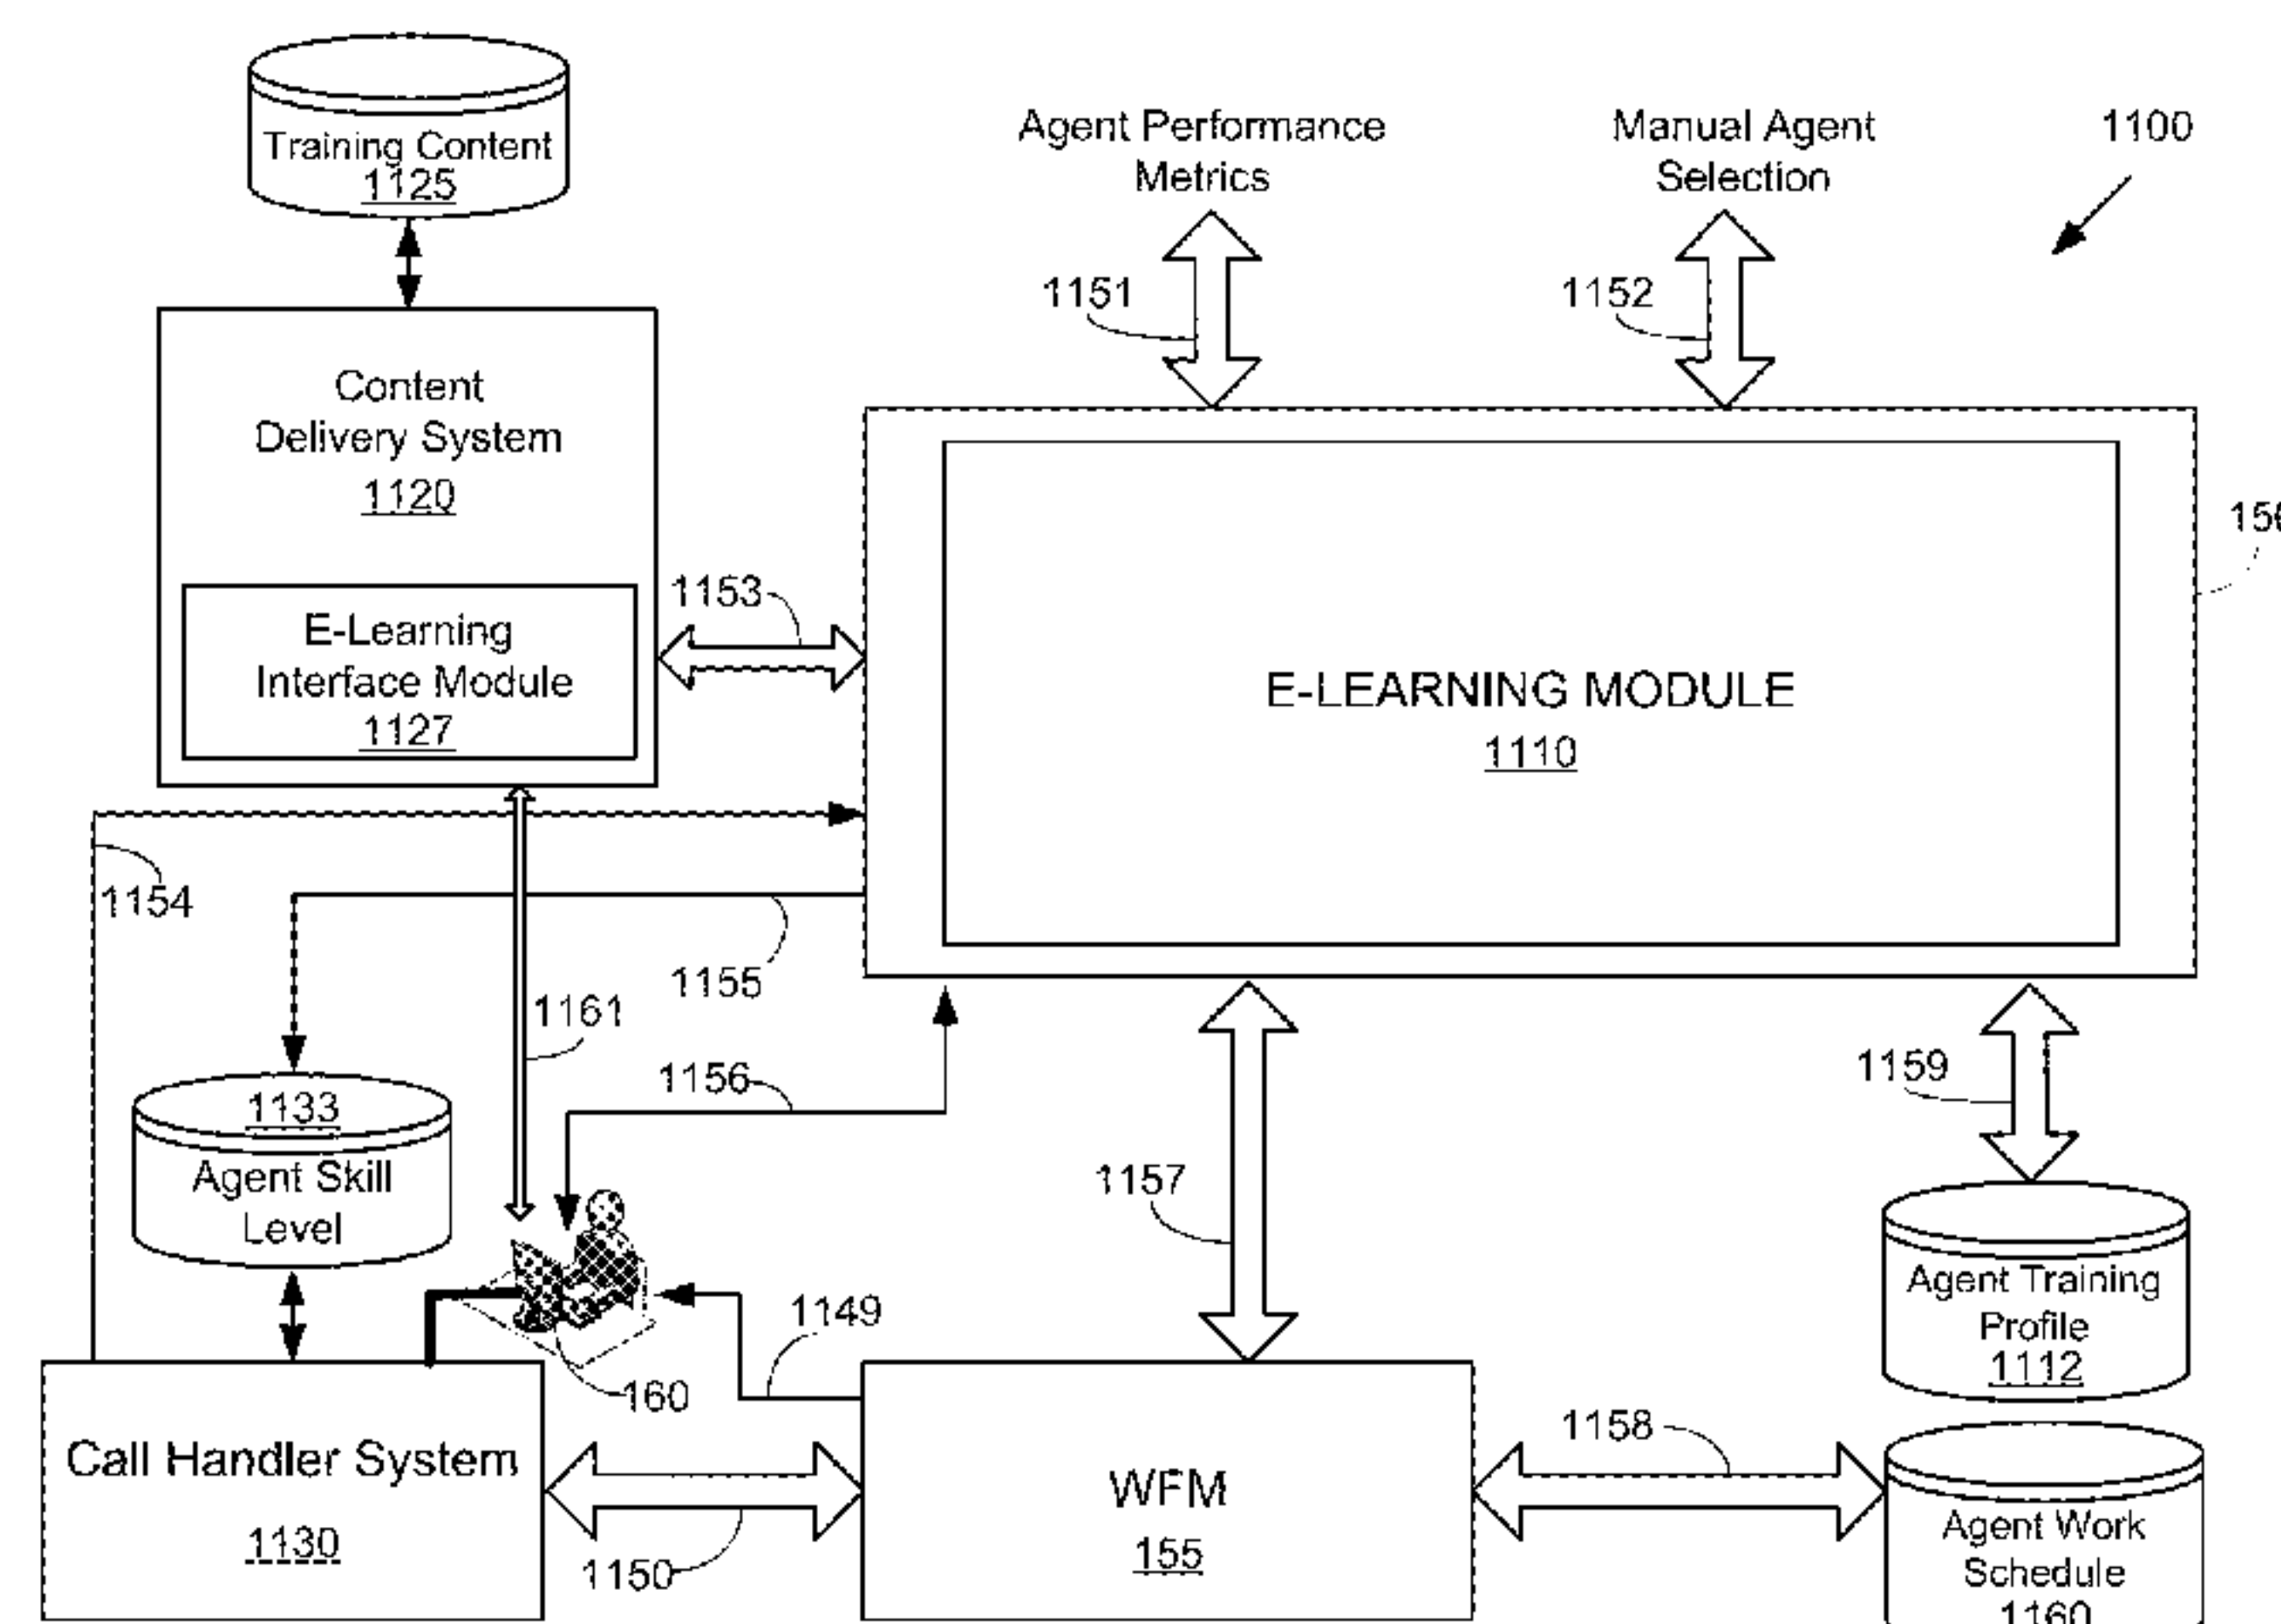 Training Content
1125
Agent Performance
Metrics
Manual Agent
Selection
1100
1151
1152
Content
Delivery System
1120
E-Learning
Interface Module
1127
1153
E-LEARNING MODULE
1110
1154
1155
1161
1156
1133
Agent Skill
Level
1157
1159
Agent Training
Profile
1112
1149
160
Call Handler System
1130
1150
WFM
155
1158
Agent Work
Schedule
1160